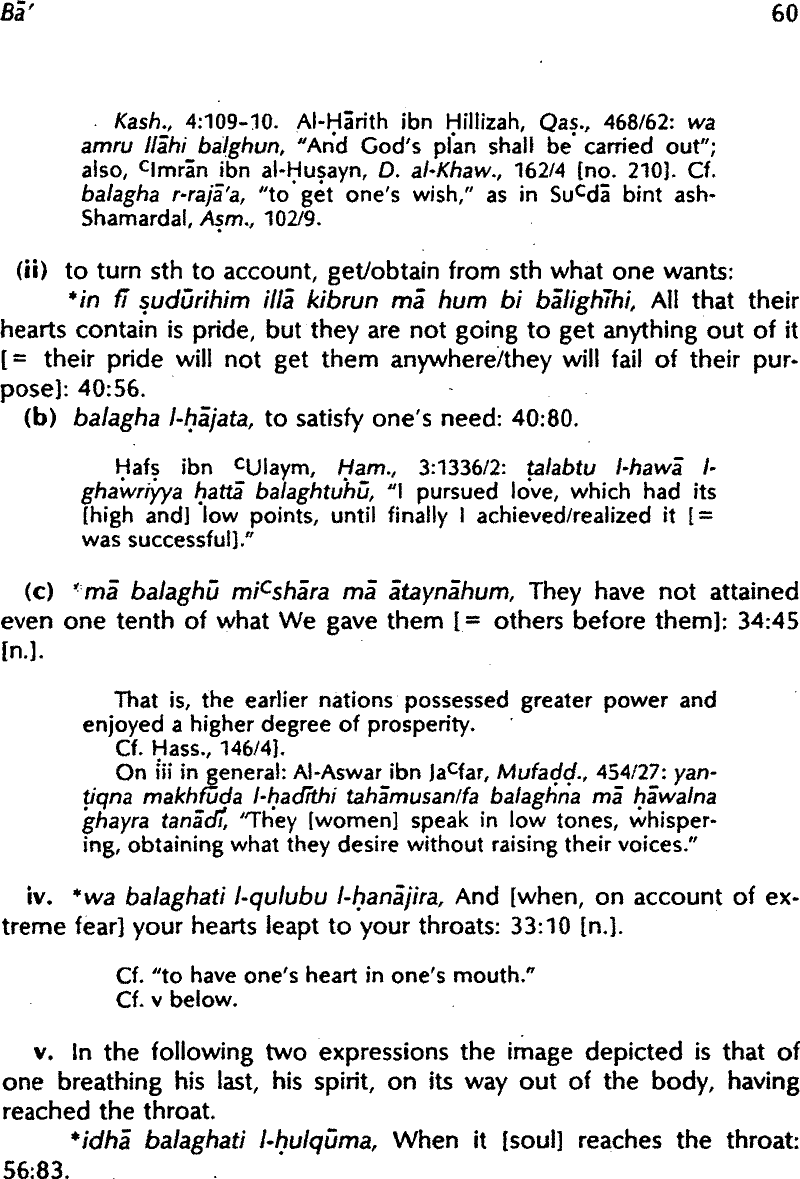 Bā’ 60
Kash., 4:109-10. Al-Ḥārith ibn Ḥillizah, Qaṣ., 468/62: wa
amru llāhi balghun, "And God's plan shall be carried out";
also, ᶜImrān ibn al-Ḥuṣayn, D. al-Khaw., 162/4 [no. 210]. Cf.
balagha r-rajā'a, "to get one's wish," as in Suᶜdā bint ash-
Shamardal, Aṣm., 102/9.
(ii) to turn sth to account, get/obtain from sth what one wants:
*in fī ṣudūrihim illā kibrun mā hum bi bālighīhi, All that their
hearts contain is pride, but they are not going to get anything out of it
[= their pride will not get them anywhere/they will fail of their pur-
pose]: 40:56.
(b) balagha l-ḥājata, to satisfy one's need: 40:80.
Ḥafṣ ibn ᶜUlaym, Ḥam., 3:1336/2: ṭalabtu l-hawā l-
ghawriyya ḥattā balaghtuhū, "I pursued love, which had its
[high and] low points, until finally I achieved/realized it [=
was successful]."
(c) *mā balaghū miᶜshāra mā ātaynāhum, They have not attained
even one tenth of what We gave them [= others before them]: 34:45
[n.].
That is, the earlier nations possessed greater power and
enjoyed a higher degree of prosperity.
Cf. Ḥass., 146/4].
On iii in general: Al-Aswar ibn Jaᶜfar, Mufaḍḍ., 454/27: yan-
ṭiqna makhfūḍa l-ḥadīthi tahāmusan/fa balaghna mā ḥāwalna
ghayra tanādī, "They [women] speak in low tones, whisper-
ing, obtaining what they desire without raising their voices."
iv. *wa balaghati l-qulubu l-ḥanājira, And [when, on account of ex-
treme fear] your hearts leapt to your throats: 33:10 [n.].
Cf. "to have one's heart in one's mouth."
Cf. v below.
v. In the following two expressions the image depicted is that of
one breathing his last, his spirit, on its way out of the body, having
reached the throat.
*idhā balaghati l-ḥulqūma, When it [soul] reaches the throat:
56:83.